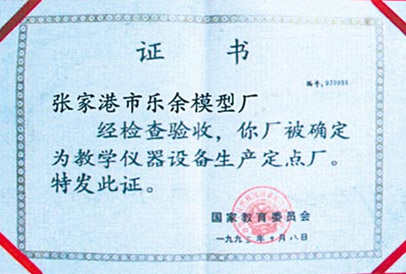 证 书
编号:
张家港市乐余模型厂
经检查验收,你厂被确定
为教学仪器设备生产定点厂。
特发此证。
国家教育委员会